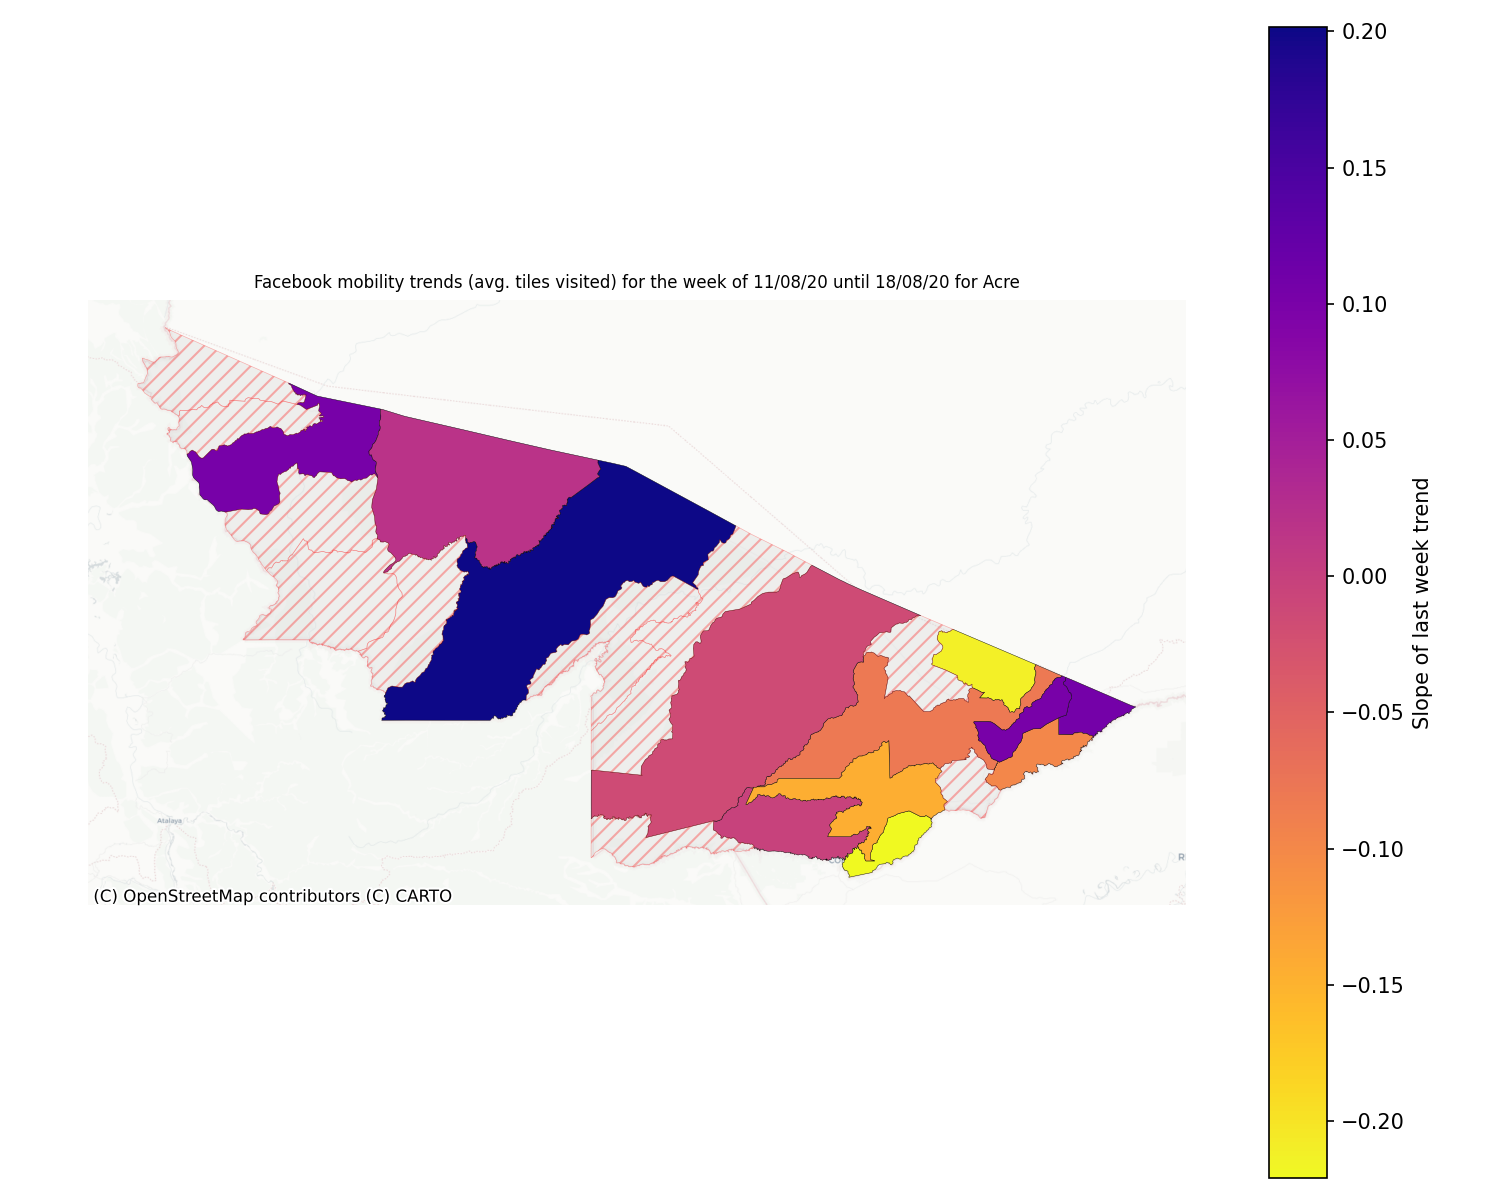 Facebook mobility trends (avg. tiles visited) for the week of 11/08/20 until 18/08/20 for Acre
Atalaya
(C) OpenStreetMap contributors (C) CARTO
0.20
0.15
0.10
0.05
0.00
−0.05
−0.10
−0.15
−0.20
Slope of last week trend